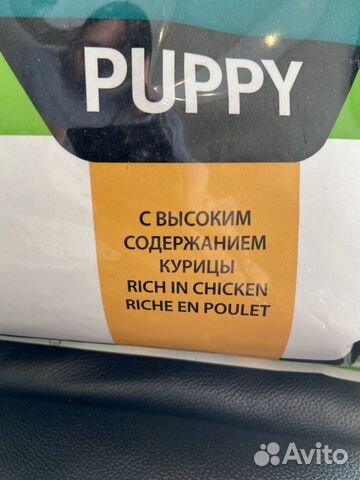 PUPPY
С ВЫСОКИМ
СОДЕРЖАНИЕМ
КУРИЦЫ
RICH IN CHICKEN
RICHE EN POULET
Avito